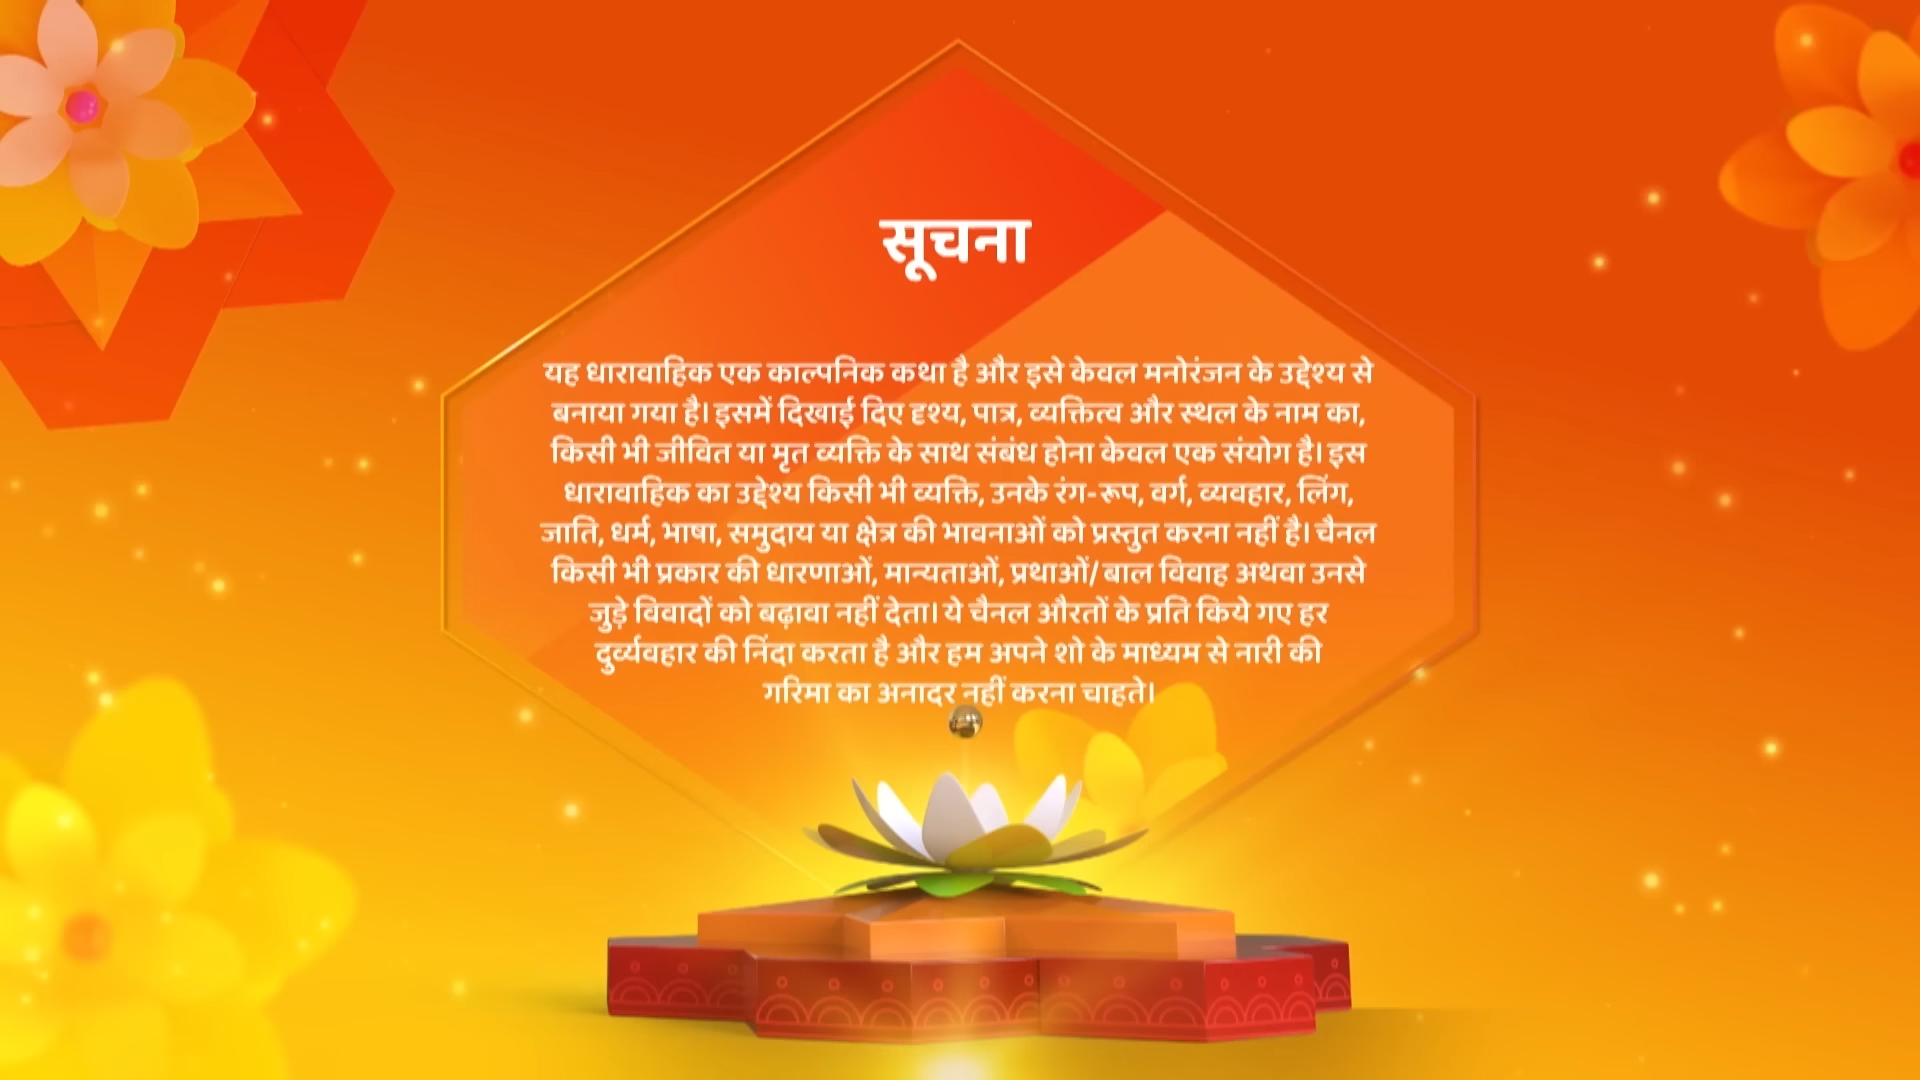 सूचना
यह धारावाहिक एक काल्पनिक कथा है और इसे केवल मनोरंजन के उद्देश्य से
बनाया गया है। इसमें दिखाई दिए दृश्य, पात्र, व्यक्तित्व और स्थल के नाम का,
किसी भी जीवित या मृत व्यक्ति के साथ संबंध होना केवल एक संयोग है। इस
धारावाहिक का उद्देश्य किसी भी व्यक्ति, उनके रंग-रूप, वर्ग, व्यवहार, लिंग,
जाति, धर्म, भाषा, समुदाय या क्षेत्र की भावनाओं को प्रस्तुत करना नहीं है। चैनल
किसी भी प्रकार की धारणाओं, मान्यताओं, प्रथाओं/ बाल विवाह अथवा उनसे
जुड़े विवादों को बढ़ावा नहीं देता। ये चैनल औरतों के प्रति किये गए हर
दुर्व्यवहार की निंदा करता है और हम अपने शो के माध्यम से नारी की
गरिमा का अनादर नहीं करना चाहते।